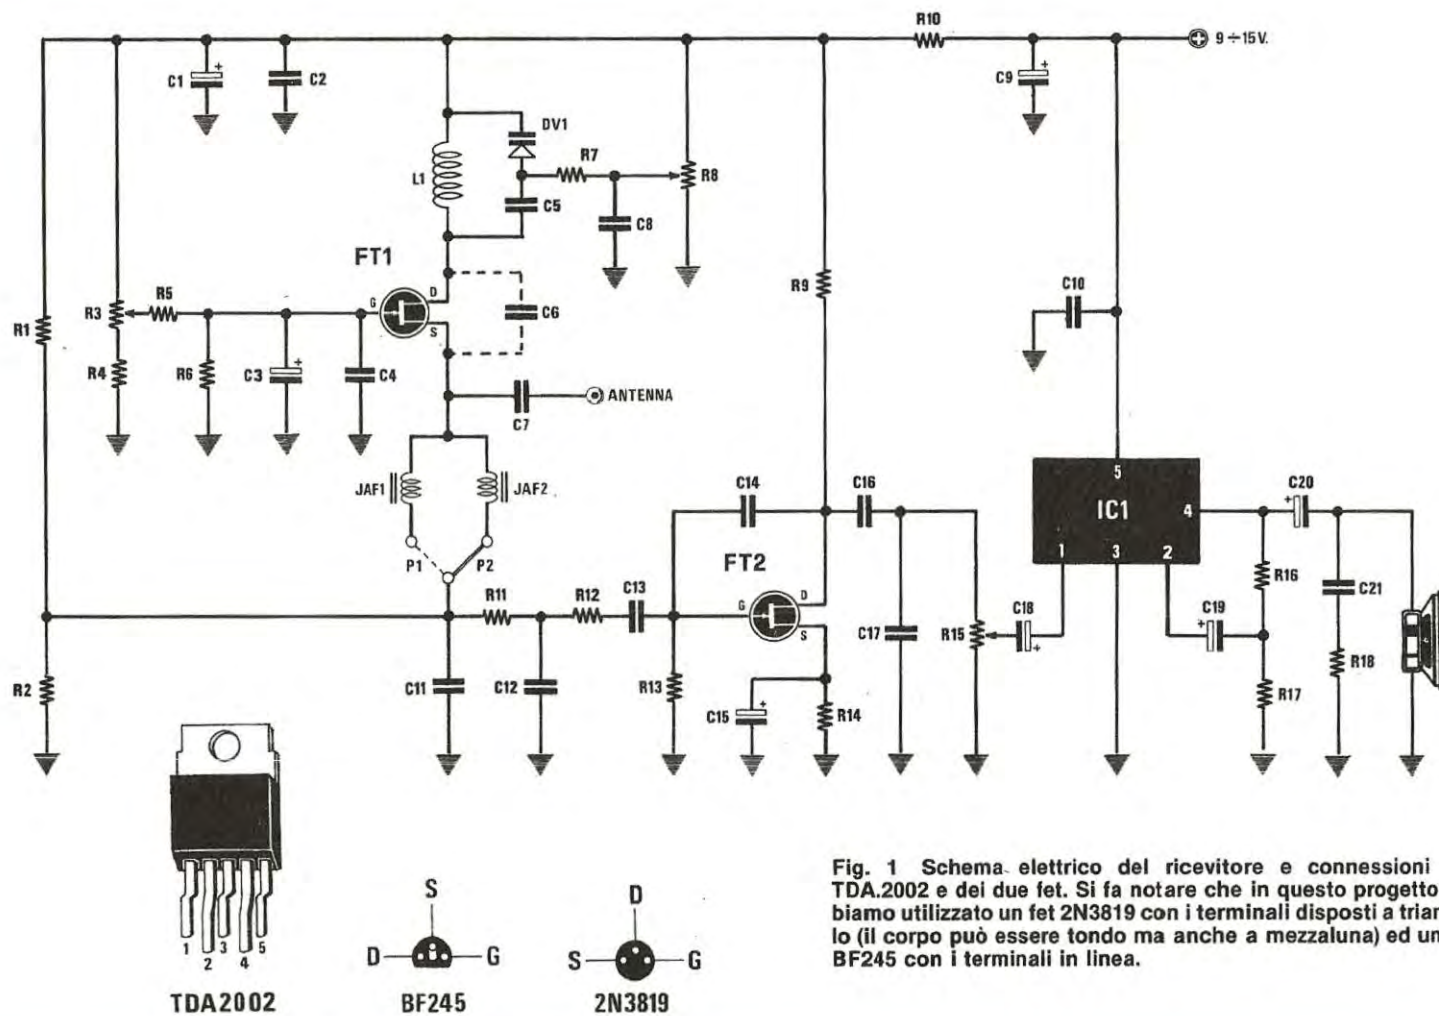 R10
9÷15V.
C1
+
C2
C9
+
DV1
R7
L1
R8
C5
C8
FT1
R9
C10
R5
D
G
C6
R1
R3
S
R4
R6
C3
+
C4
ANTENNA
C7
5
JAF1
JAF2
C14
C16
C20
+
IC1
4
P1
P2
FT2
1
3
2
R16
C21
R11
R12
C13
D
G
C18
C19
+
S
C17
R15
+
R2
C11
C12
R13
C15
+
R14
R18
R17
1
2
3
4
5
TDA2002
S
D
G
BF245
D
S
G
2N3819
Fig. 1 Schema elettrico del ricevitore e connessioni
TDA.2002 e dei due fet. Si fa notare che in questo progetto
biamo utilizzato un fet 2N3819 con i terminali disposti a trian
lo (il corpo può essere tondo ma anche a mezzaluna) ed un
BF245 con i terminali in linea.